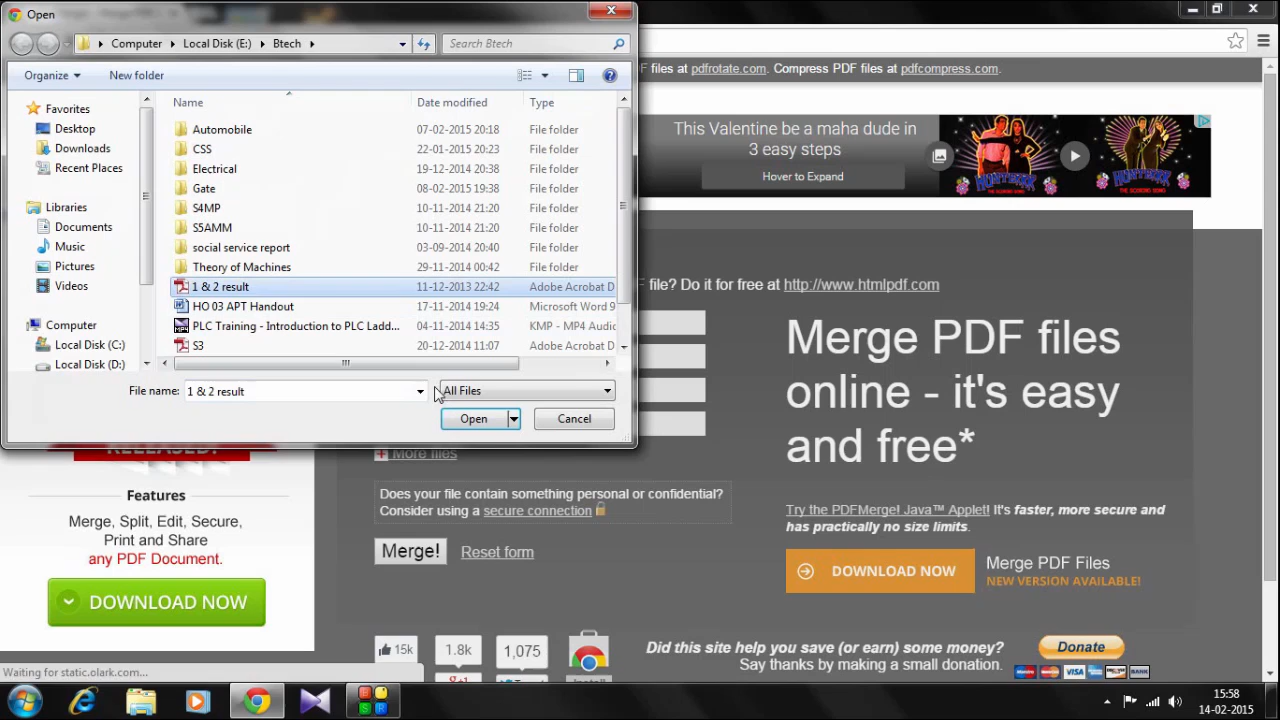 Open
Computer
Local Disk (E:)
Btech
Search Btech
Organize
New folder
Favorites
Desktop
Downloads
Recent Places
Libraries
Documents
Music
Pictures
Videos
Computer
Local Disk (C:)
Local Disk (D:)
Name Date modified Type
Automobile 07-02-2015 20:18 File folder
CSS 22-01-2015 20:23 File folder
Electrical 19-12-2014 20:38 File folder
Gate 08-02-2015 19:38 File folder
S4MP 10-11-2014 21:20 File folder
S5AMM 10-11-2014 21:20 File folder
social service report 03-09-2014 20:40 File folder
Theory of Machines 29-11-2014 00:42 File folder
1 & 2 result 11-12-2013 22:42 Adobe Acrobat D
HO 03 APT Handout 17-11-2014 19:24 Microsoft Word 9
PLC Training - Introduction to PLC Ladd... 04-11-2014 14:35 KMP - MP4 Audio
S3 20-12-2014 11:07 Adobe Acrobat D
File name: 1 & 2 result
All Files
Open
Cancel
F files at pdfrotate.com. Compress PDF files at pdfcompress.com.
This Valentine be a maha dude in
3 easy steps
Hover to Expand
file? Do it for free at http://www.htmlpdf.com
Merge PDF files
online - it's easy
and free*
More files
Does your file contain something personal or confidential?
Consider using a secure connection
Merge!
Reset form
Try the PDFMerge! Java™ Applet! It's faster, more secure and
has practically no size limits.
DOWNLOAD NOW
Merge PDF Files
NEW VERSION AVAILABLE!
RELEASED!
Features
Merge, Split, Edit, Secure,
Print and Share
any PDF Document.
DOWNLOAD NOW
15k
1.8k
1,075
Did this site help you save (or earn) some money?
Say thanks by making a small donation.
Donate
VISA
BANK
Waiting for static.olark.com...
15:58
14-02-2015